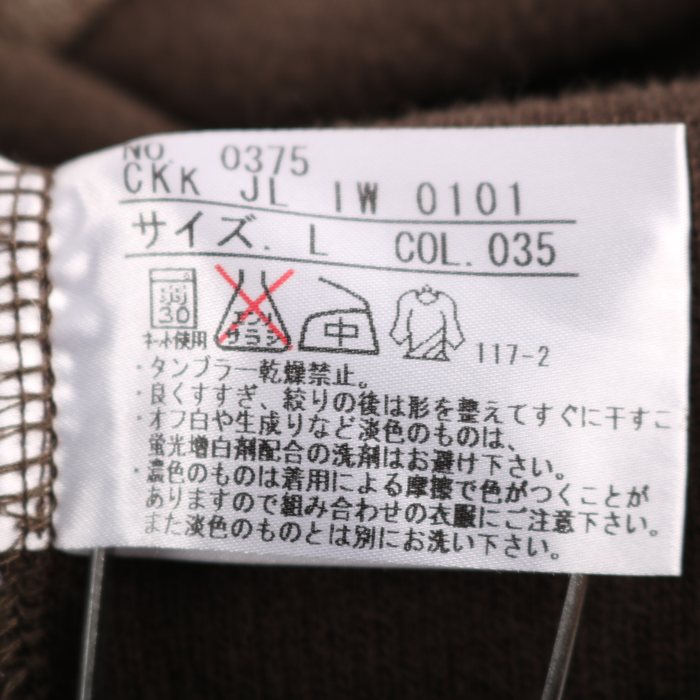 NO 0375
CKK JL IW 0101
サイズ. L COL. 035
弱 30 ネット使用 エンソ サラシ 中 117-2
・タンブラー乾燥禁止。
・良くすすぎ、絞りの後は形を整えてすぐに干すこ
・オフ白や生成りなど淡色のものは、
蛍光増白剤配合の洗剤はお避け下さい。
・濃色のものは着用による摩擦で色がつくことが
ありますので組み合わせの衣服にご注意下さい。
また淡色のものとは別にお洗い下さい。